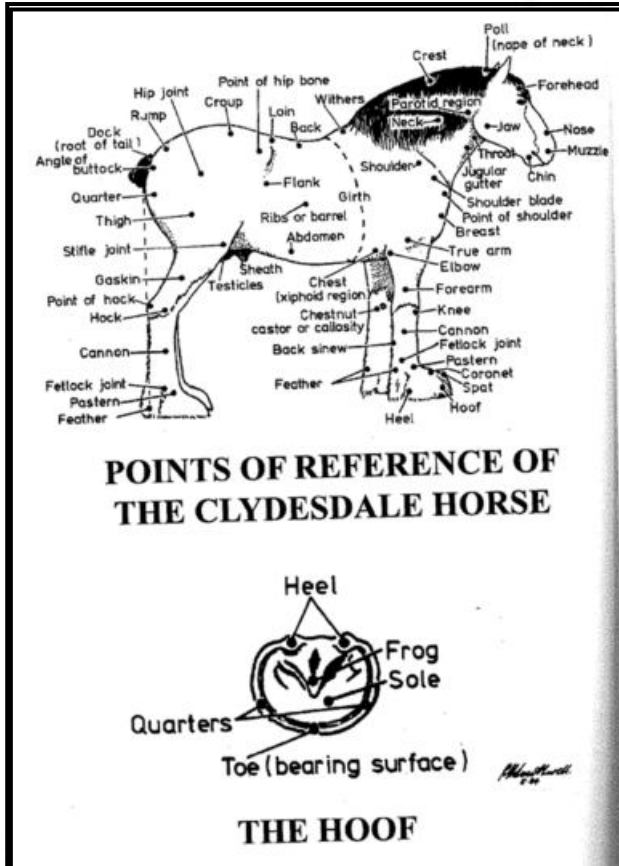 Poll
(nape of neck)
Crest
Forehead
Point of hip bone
Hip joint
Croup
Loin
Withers
Parotid region
Rump
Back
Neck
Jaw
Nose
Dock
(root of tail)
Muzzle
Throat
Angle of
buttock
Shoulder
Jugular
gutter
Chin
Flank
Quarter
Girth
Shoulder blade
Point of shoulder
Thigh
Ribs or barrel
Breast
Stifle joint
Abdomen
True arm
Sheath
Elbow
Gaskin
Testicles
Chest
(xiphoid region)
Forearm
Point of hock
Hock
Chestnut
castor or callosity
Knee
Cannon
Cannon
Back sinew
Fetlock joint
Pastern
Fetlock joint
Feather
Coronet
Pastern
Spat
Feather
Heel
Hoof
POINTS OF REFERENCE OF
THE CLYDESDALE HORSE
Heel
Frog
Sole
Quarters
Toe (bearing surface)
THE HOOF